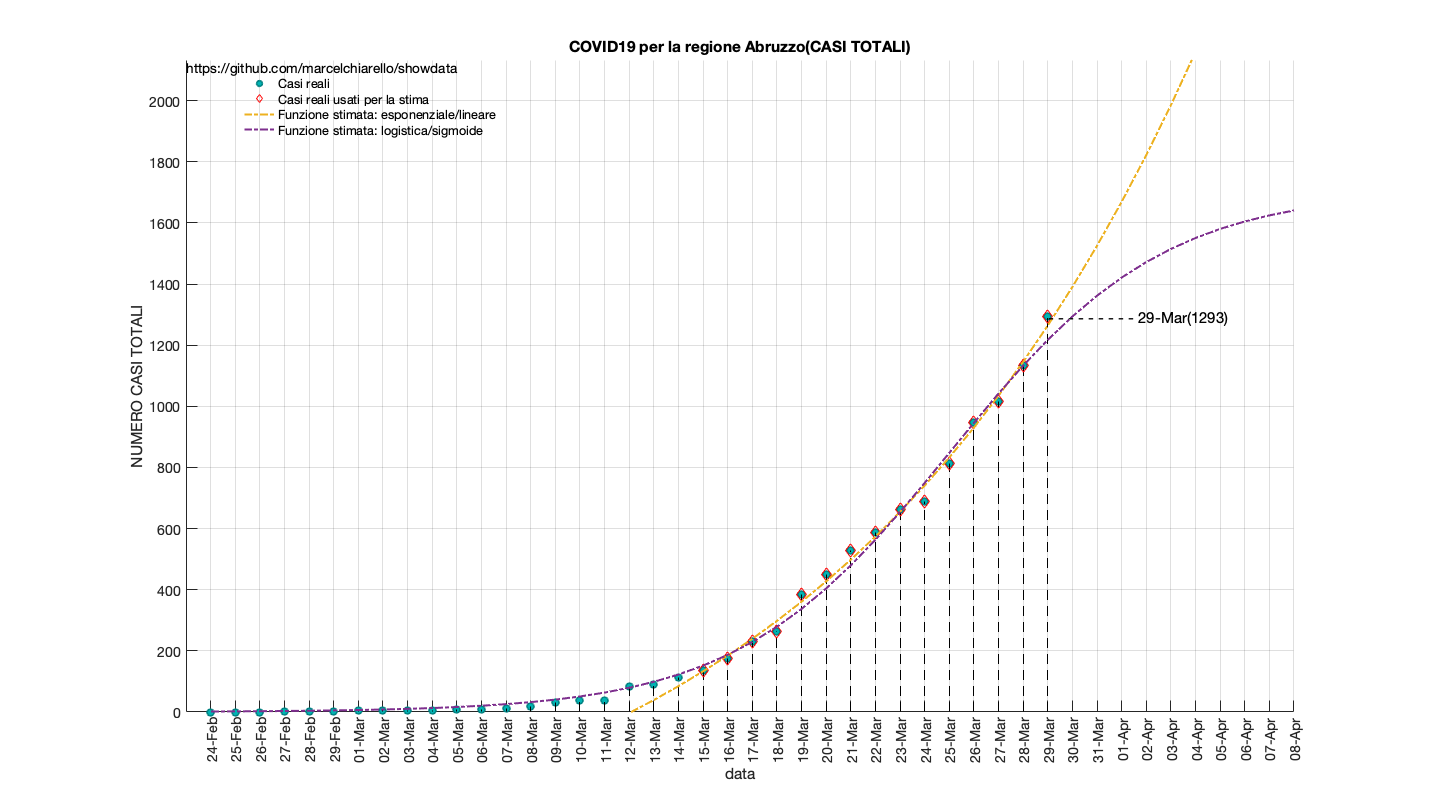 COVID19 per la regione Abruzzo(CASI TOTALI)
https://github.com/marcelchiarello/showdata
Casi reali
Casi reali usati per la stima
Funzione stimata: esponenziale/lineare
Funzione stimata: logistica/sigmoide
NUMERO CASI TOTALI
2000
1800
1600
1400
1200
1000
800
600
400
200
0
29-Mar(1293)
24-Feb
25-Feb
26-Feb
27-Feb
28-Feb
29-Feb
01-Mar
02-Mar
03-Mar
04-Mar
05-Mar
06-Mar
07-Mar
08-Mar
09-Mar
10-Mar
11-Mar
12-Mar
13-Mar
14-Mar
15-Mar
16-Mar
17-Mar
18-Mar
19-Mar
20-Mar
21-Mar
22-Mar
23-Mar
24-Mar
25-Mar
26-Mar
27-Mar
28-Mar
29-Mar
30-Mar
31-Mar
01-Apr
02-Apr
03-Apr
04-Apr
05-Apr
06-Apr
07-Apr
08-Apr
data